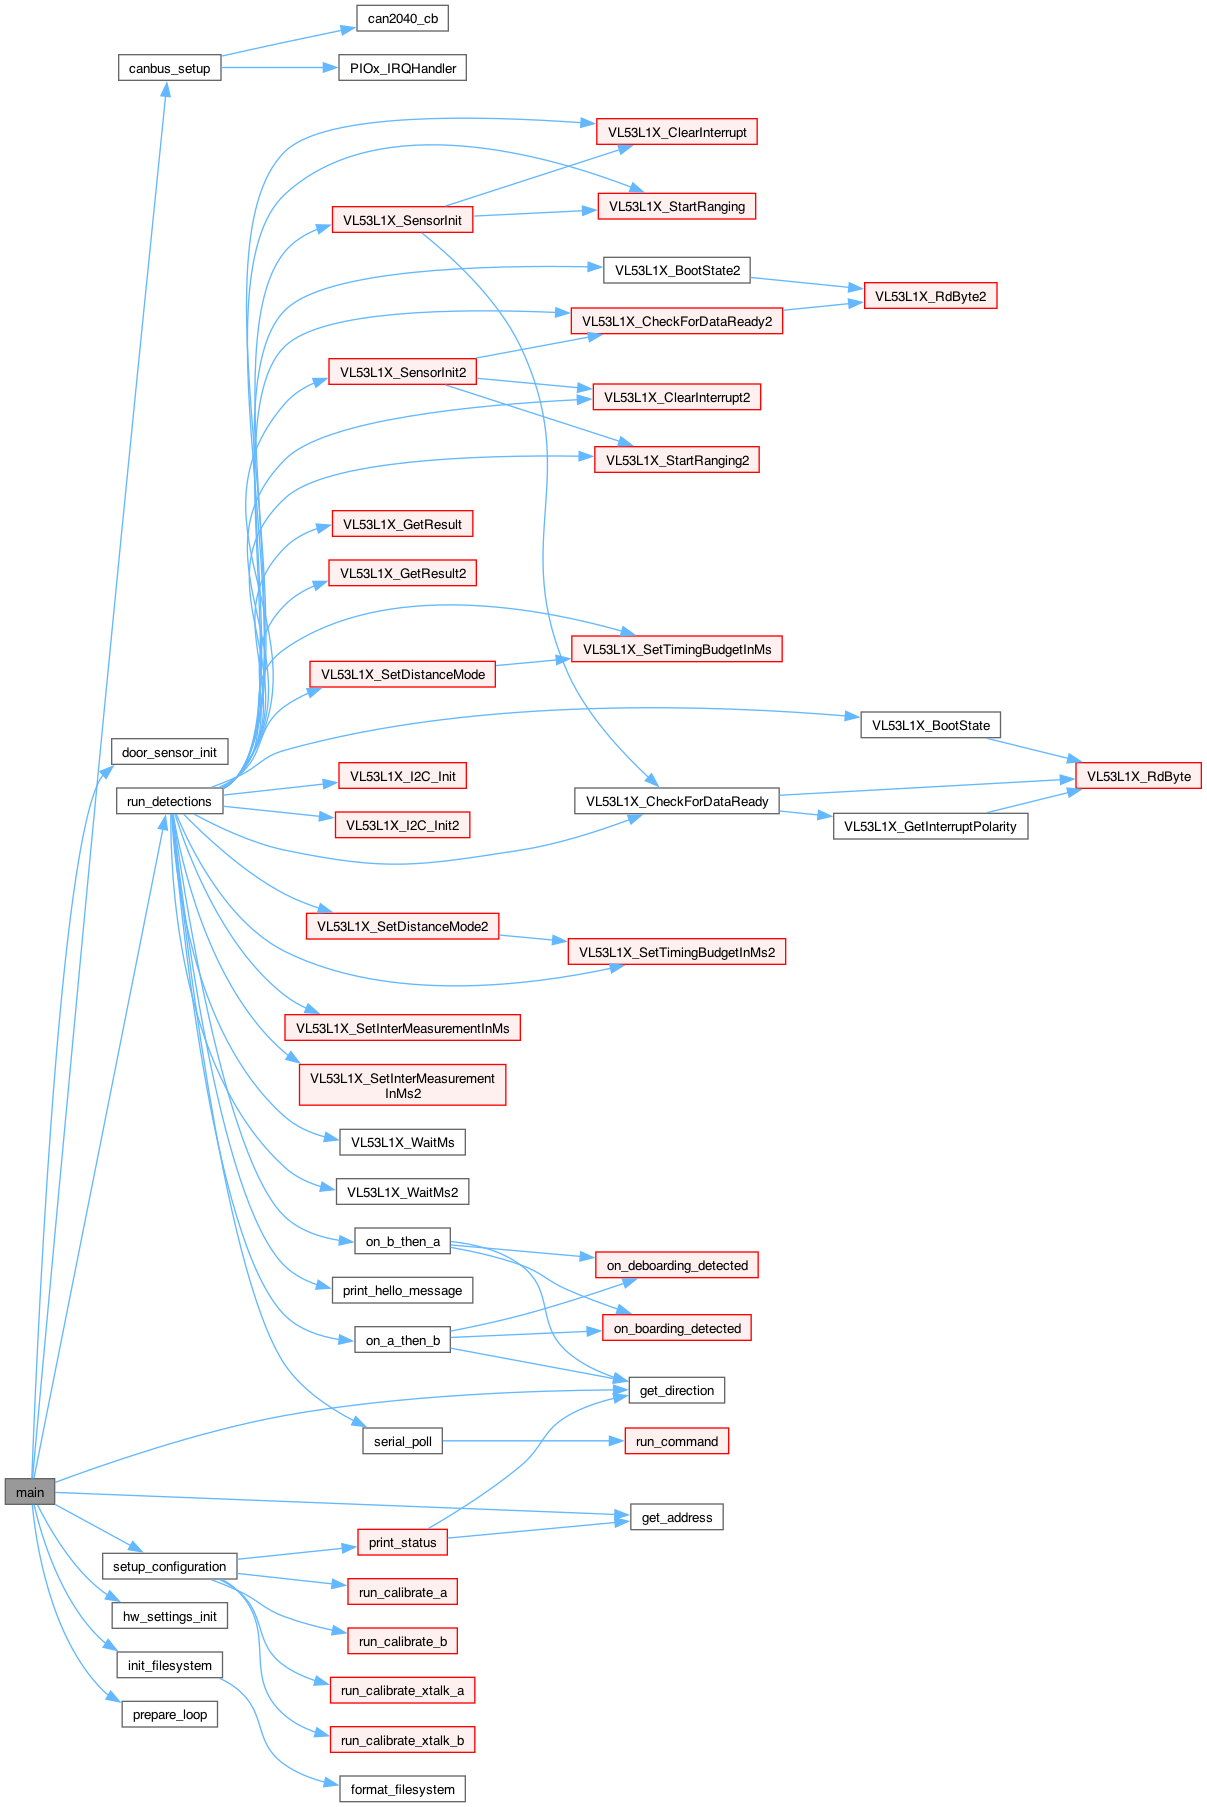 can2040_cb
canbus_setup
PIOx_IRQHandler
VL53L1X_ClearInterrupt
VL53L1X_StartRanging
VL53L1X_SensorInit
VL53L1X_BootState2
VL53L1X_RdByte2
VL53L1X_CheckForDataReady2
VL53L1X_SensorInit2
VL53L1X_ClearInterrupt2
VL53L1X_StartRanging2
VL53L1X_GetResult
VL53L1X_GetResult2
VL53L1X_SetTimingBudgetInMs
VL53L1X_SetDistanceMode
VL53L1X_BootState
door_sensor_init
VL53L1X_I2C_Init
VL53L1X_RdByte
run_detections
VL53L1X_CheckForDataReady
VL53L1X_I2C_Init2
VL53L1X_GetInterruptPolarity
VL53L1X_SetDistanceMode2
VL53L1X_SetTimingBudgetInMs2
VL53L1X_SetInterMeasurementInMs
VL53L1X_SetInterMeasurement
InMs2
VL53L1X_WaitMs
VL53L1X_WaitMs2
on_b_then_a
on_deboarding_detected
print_hello_message
on_boarding_detected
on_a_then_b
get_direction
serial_poll
run_command
main
get_address
print_status
setup_configuration
run_calibrate_a
hw_settings_init
run_calibrate_b
init_filesystem
run_calibrate_xtalk_a
prepare_loop
run_calibrate_xtalk_b
format_filesystem